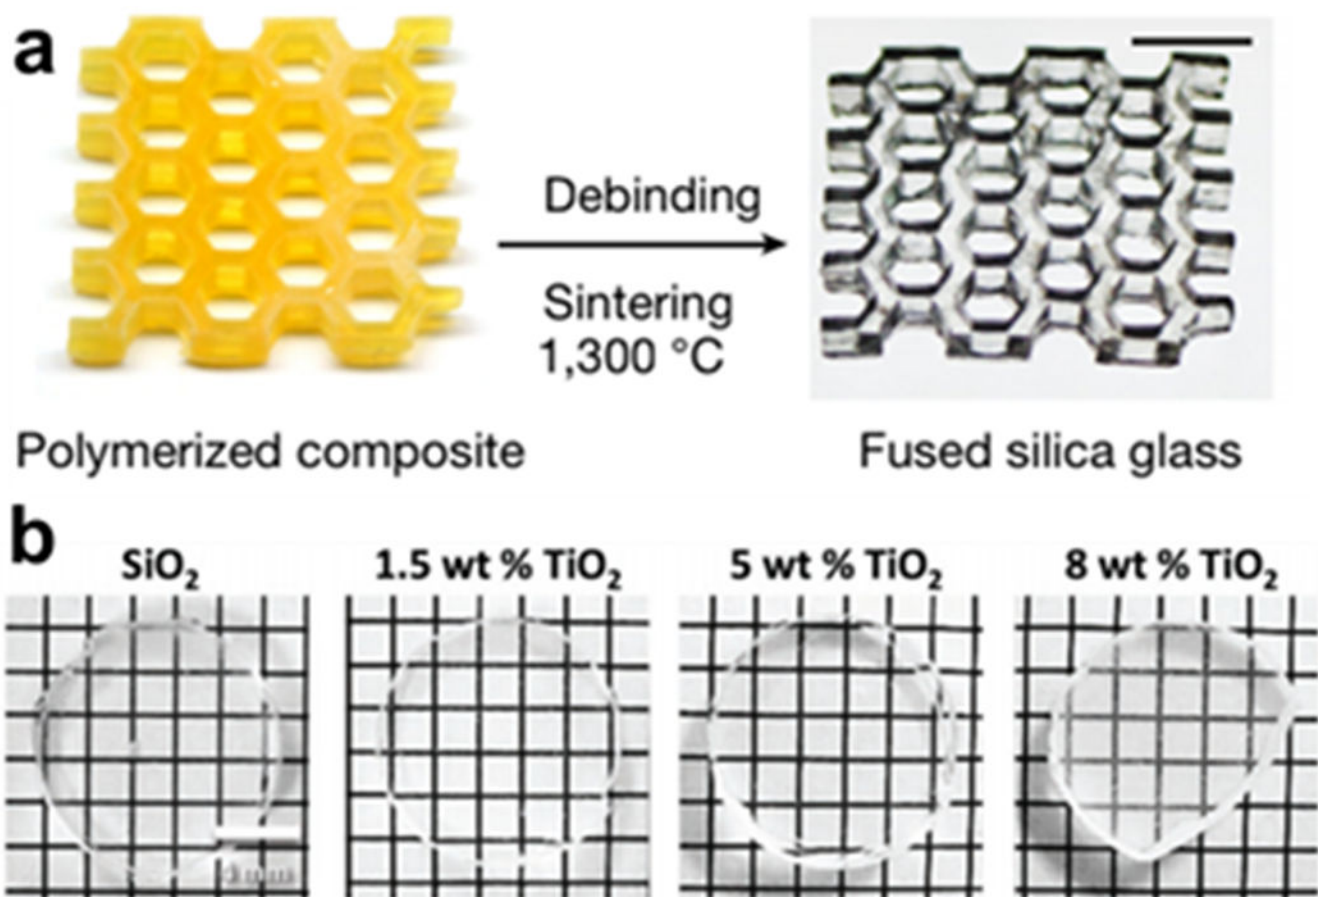 a
Debinding
Sintering
1,300 °C
Polymerized composite
Fused silica glass
b
SiO₂
1.5 wt % TiO₂
5 wt % TiO₂
8 wt % TiO₂